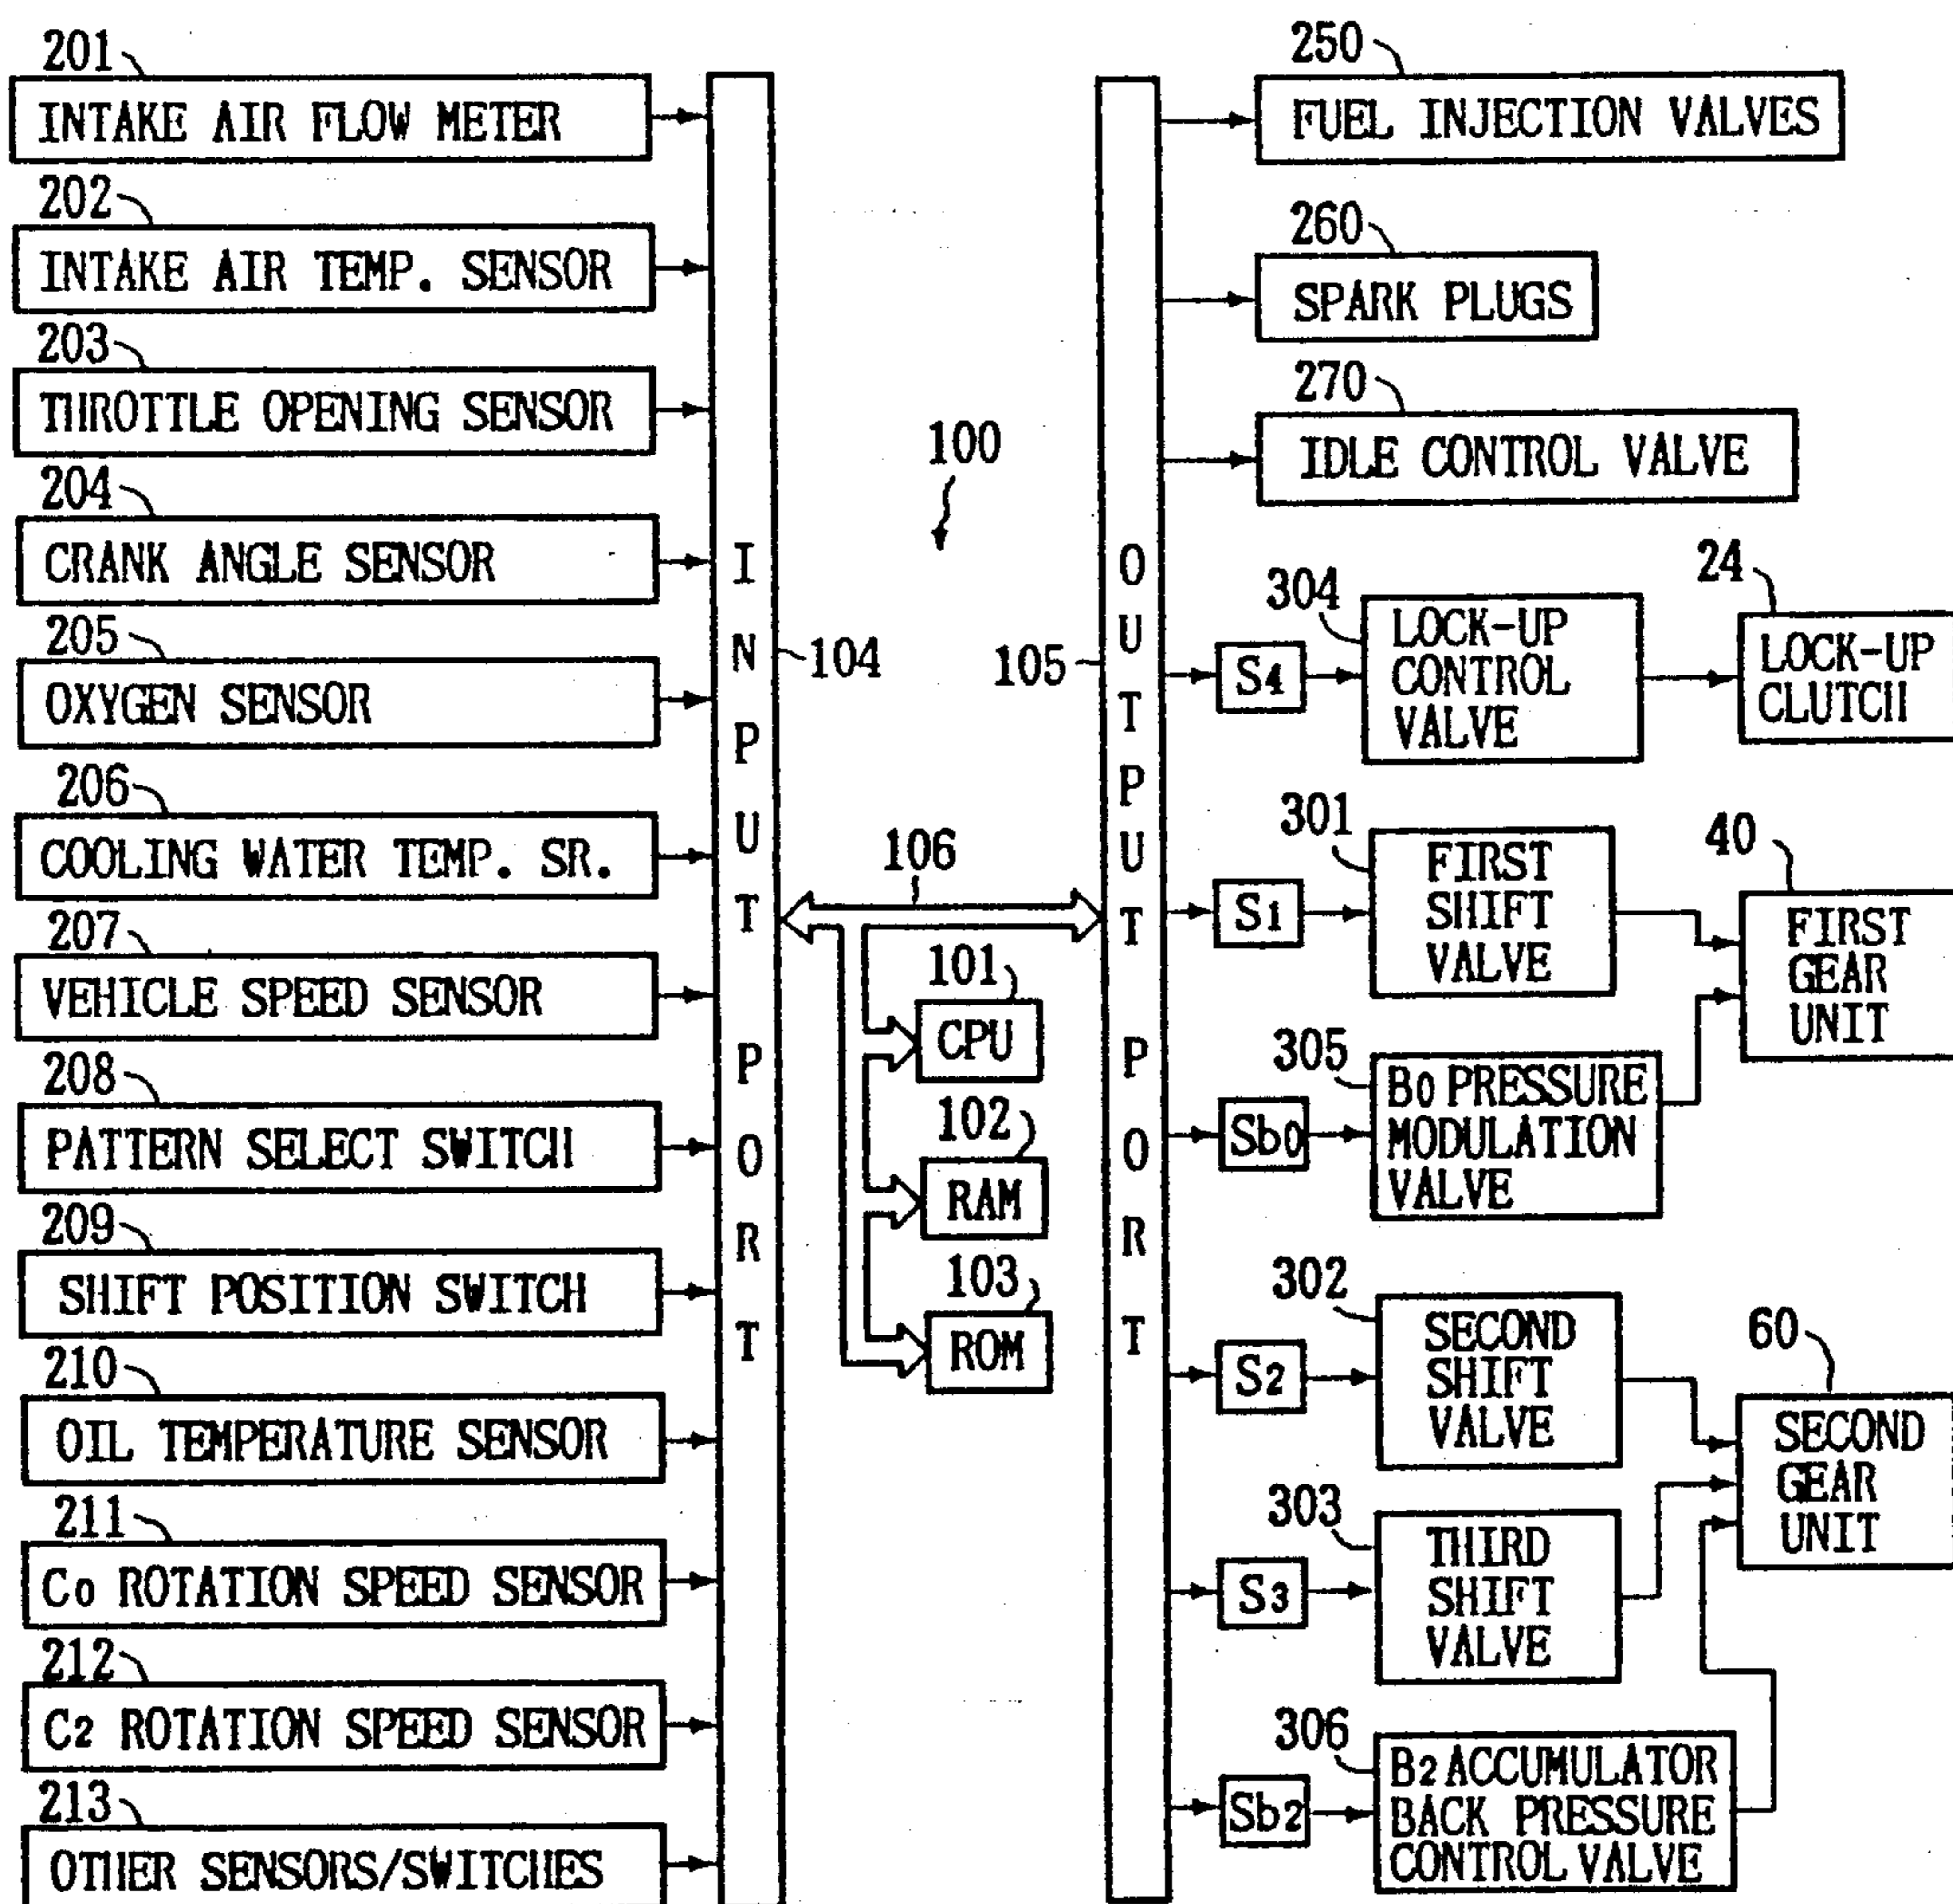 201
INTAKE AIR FLOW METER
202
INTAKE AIR TEMP. SENSOR
203
THROTTLE OPENING SENSOR
204
CRANK ANGLE SENSOR
205
OXYGEN SENSOR
206
COOLING WATER TEMP. SR.
207
VEHICLE SPEED SENSOR
208
PATTERN SELECT SWITCH
209
SHIFT POSITION SWITCH
210
OIL TEMPERATURE SENSOR
211
C0 ROTATION SPEED SENSOR
212
C2 ROTATION SPEED SENSOR
213
OTHER SENSORS/SWITCHES
INPUT PORT
104
100
106
101
CPU
102
RAM
103
ROM
105
OUTPUT PORT
250
FUEL INJECTION VALVES
260
SPARK PLUGS
270
IDLE CONTROL VALVE
S4
304
LOCK-UP
CONTROL
VALVE
24
LOCK-UP
CLUTCH
S1
301
FIRST
SHIFT
VALVE
40
FIRST
GEAR
UNIT
Sb0
305
B0 PRESSURE
MODULATION
VALVE
S2
302
SECOND
SHIFT
VALVE
60
SECOND
GEAR
UNIT
S3
303
THIRD
SHIFT
VALVE
Sb2
306
B2 ACCUMULATOR
BACK PRESSURE
CONTROL VALVE